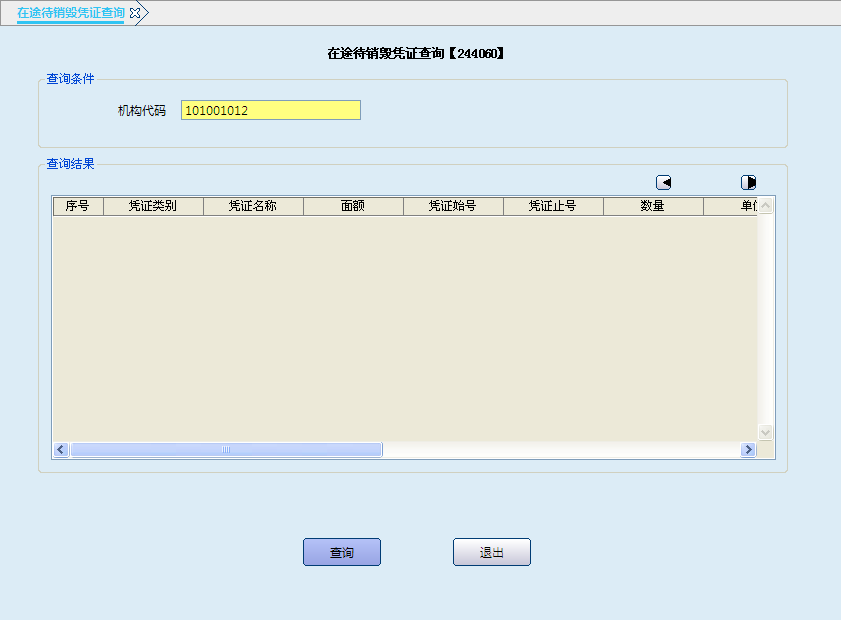 在途待销毁凭证查询
在途待销毁凭证查询【244060】
查询条件
机构代码 101001012
查询结果
序号 凭证类别 凭证名称 面额 凭证始号 凭证止号 数量 单
查询 退出